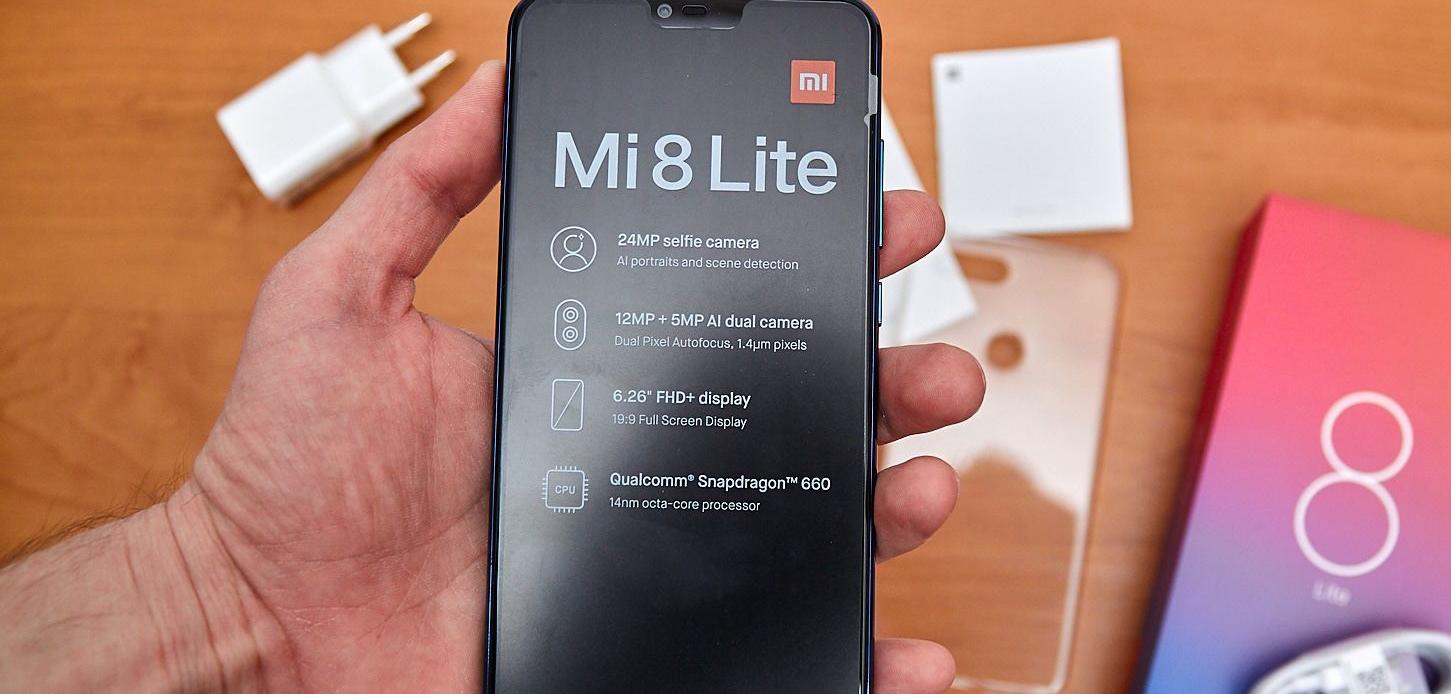 MI
Mi 8 Lite
24MP selfie camera
AI portraits and scene detection
12MP + 5MP AI dual camera
Dual Pixel Autofocus, 1.4μm pixels
6.26" FHD+ display
19:9 Full Screen Display
CPU
Qualcomm® Snapdragon™ 660
14nm octa-core processor
8
Lite